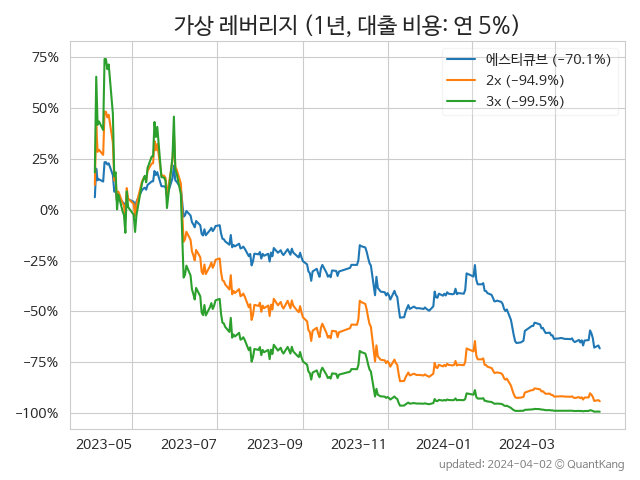 가상 레버리지 (1년, 대출 비용: 연 5%)
에스티큐브 (−70.1%)
2x (−94.9%)
3x (−99.5%)
75%
50%
25%
0%
−25%
−50%
−75%
−100%
2023-05 2023-07 2023-09 2023-11 2024-01 2024-03
updated: 2024-04-02 © QuantKang